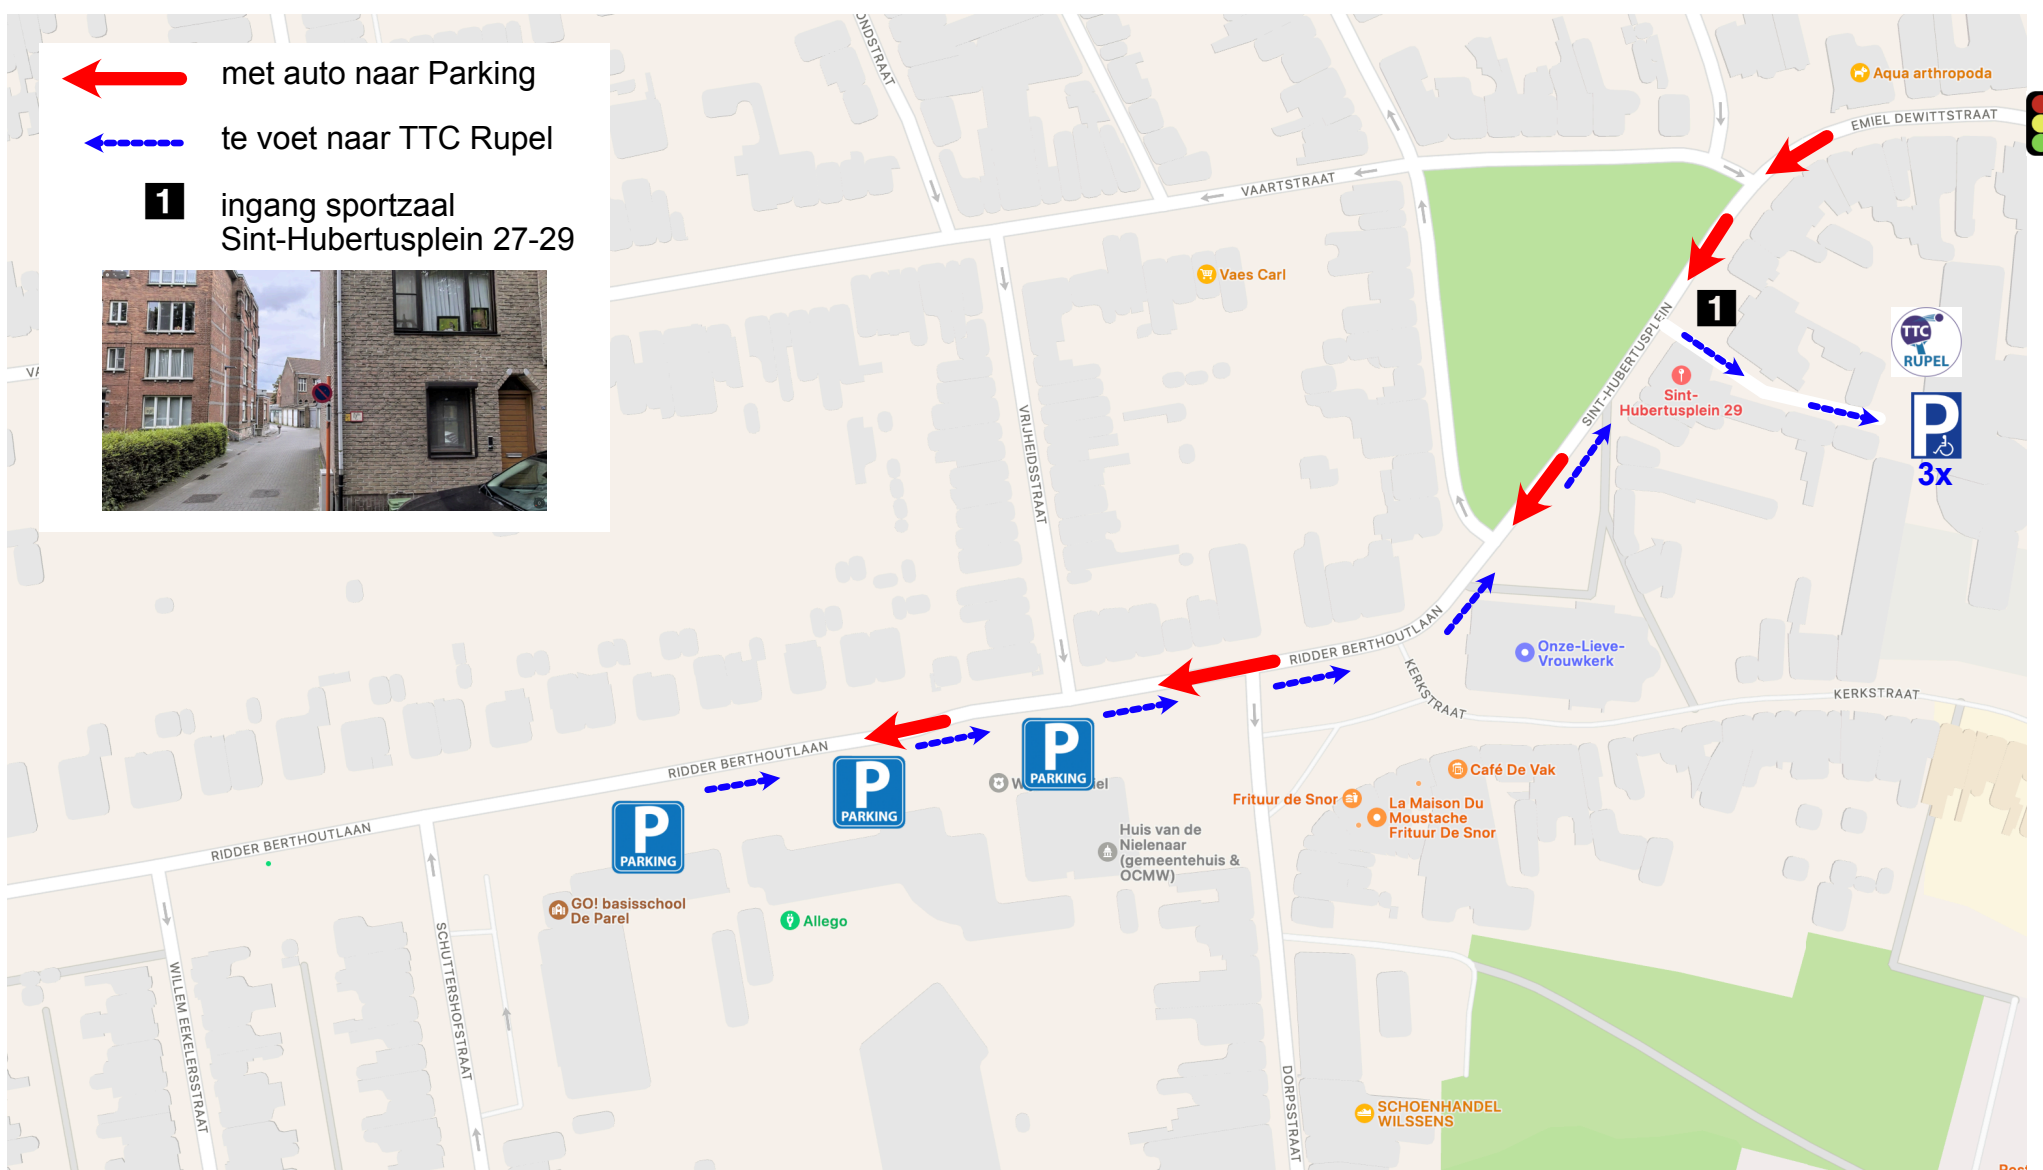 met auto naar Parking
te voet naar TTC Rupel
1
ingang sportzaal
Sint-Hubertusplein 27-29
Aqua arthropoda
EMIEL DEWITTSTRAAT
VAARTSTRAAT
Vaes Carl
1
SINT-HUBERTUSPLEIN
TTC
RUPEL
Sint-
Hubertusplein 29
P
3x
VRIJHEIDSSTRAAT
RIDDER BERTHOUTLAAN
Onze-Lieve-
Vrouwkerk
KERKSTRAAT
KERKSTRAAT
RIDDER BERTHOUTLAAN
P
PARKING
P
PARKING
P
PARKING
RIDDER BERTHOUTLAAN
Café De Vak
Frituur de Snor
La Maison Du
Moustache
Frituur De Snor
Huis van de
Nielenaar
(gemeentehuis &
OCMW)
GO! basisschool
De Parel
Allego
SCHUTTERSHOFSTRAAT
WILLEM EEKELERSSTRAAT
DORPSSTRAAT
SCHOENHANDEL
WILSSENS